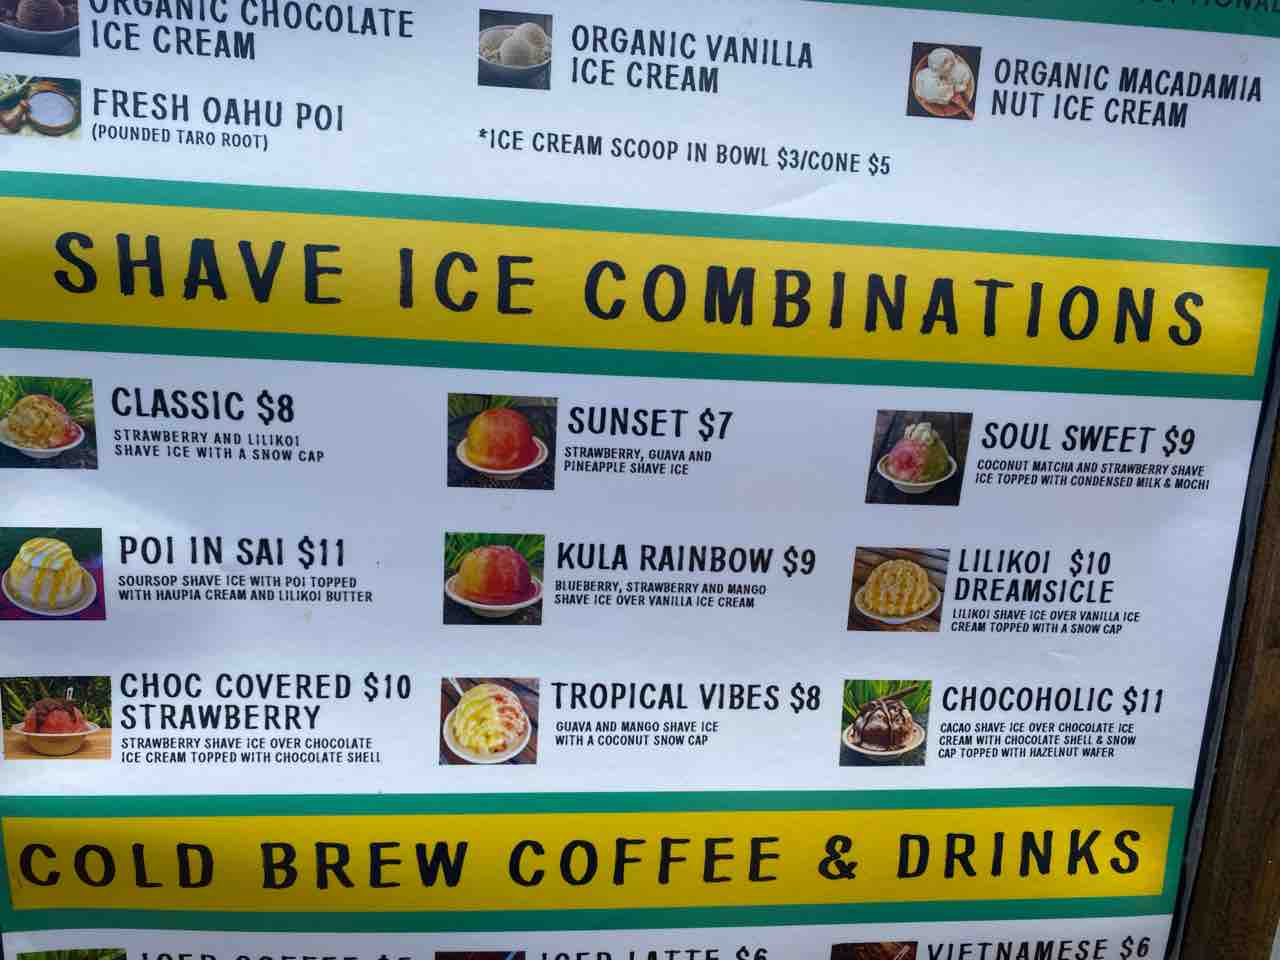 ORGANIC CHOCOLATE
ICE CREAM
ORGANIC VANILLA
ICE CREAM
ORGANIC MACADAMIA
NUT ICE CREAM
FRESH OAHU POI
(POUNDED TARO ROOT)
*ICE CREAM SCOOP IN BOWL $3/CONE $5
SHAVE ICE COMBINATIONS
CLASSIC $8
STRAWBERRY AND LILIKOI
SHAVE ICE WITH A SNOW CAP
SUNSET $7
STRAWBERRY, GUAVA AND
PINEAPPLE SHAVE ICE
SOUL SWEET $9
COCONUT MATCHA AND STRAWBERRY SHAVE
ICE TOPPED WITH CONDENSED MILK & MOCHI
POI IN SAI $11
SOURSOP SHAVE ICE WITH POI TOPPED
WITH HAUPIA CREAM AND LILIKOI BUTTER
KULA RAINBOW $9
BLUEBERRY, STRAWBERRY AND MANGO
SHAVE ICE OVER VANILLA ICE CREAM
LILIKOI $10
DREAMSICLE
LILIKOI SHAVE ICE OVER VANILLA ICE
CREAM TOPPED WITH A SNOW CAP
CHOC COVERED $10
STRAWBERRY
STRAWBERRY SHAVE ICE OVER CHOCOLATE
ICE CREAM TOPPED WITH CHOCOLATE SHELL
TROPICAL VIBES $8
GUAVA AND MANGO SHAVE ICE
WITH A COCONUT SNOW CAP
CHOCOHOLIC $11
CACAO SHAVE ICE OVER CHOCOLATE ICE
CREAM WITH CHOCOLATE SHELL & SNOW
CAP TOPPED WITH HAZELNUT WAFER
COLD BREW COFFEE & DRINKS
ICED COFFEE $5
ICED LATTE $6
VIETNAMESE $6